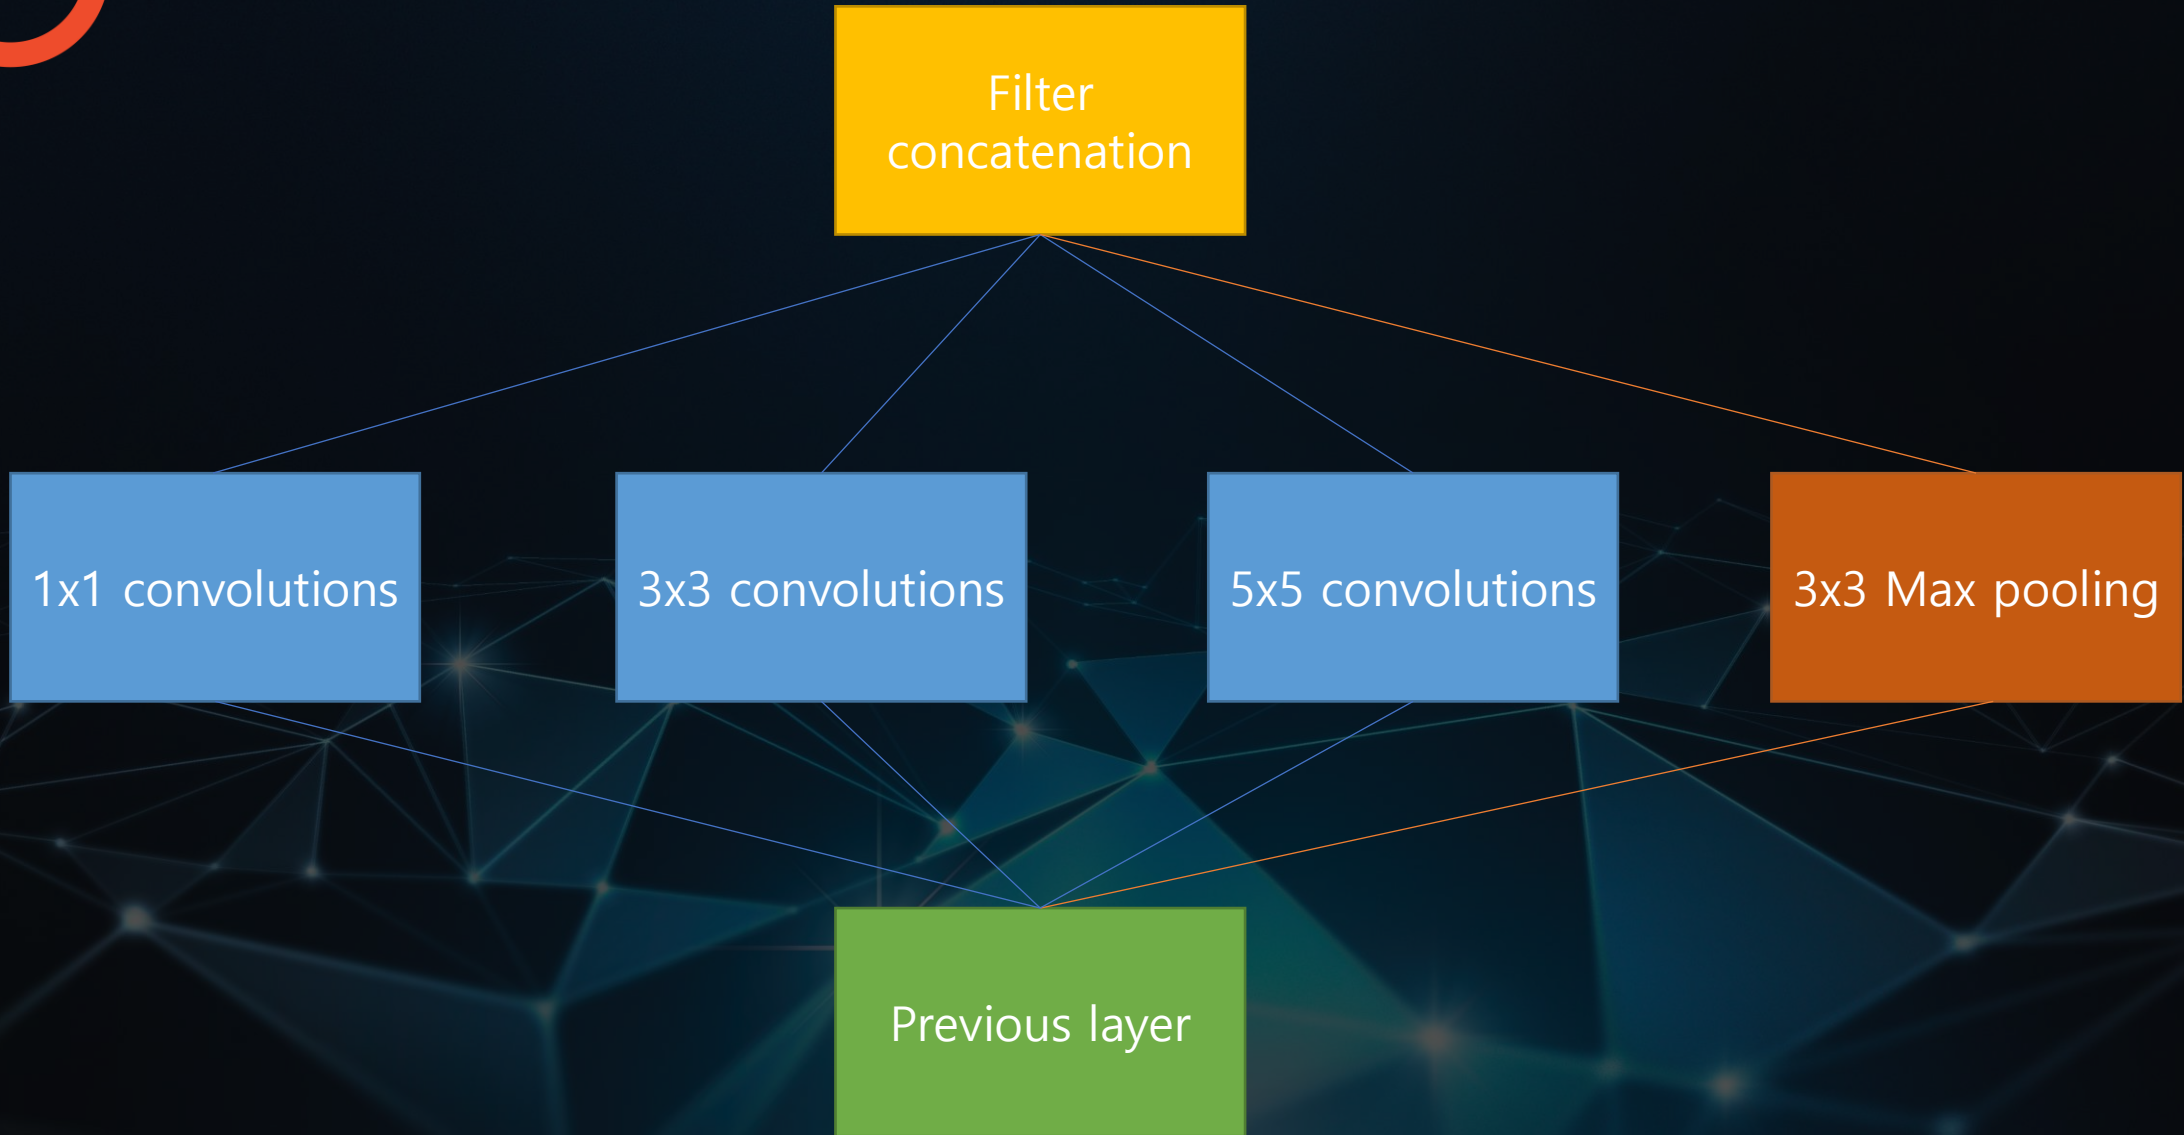 Filter
concatenation
1x1 convolutions
3x3 convolutions
5x5 convolutions
3x3 Max pooling
Previous layer